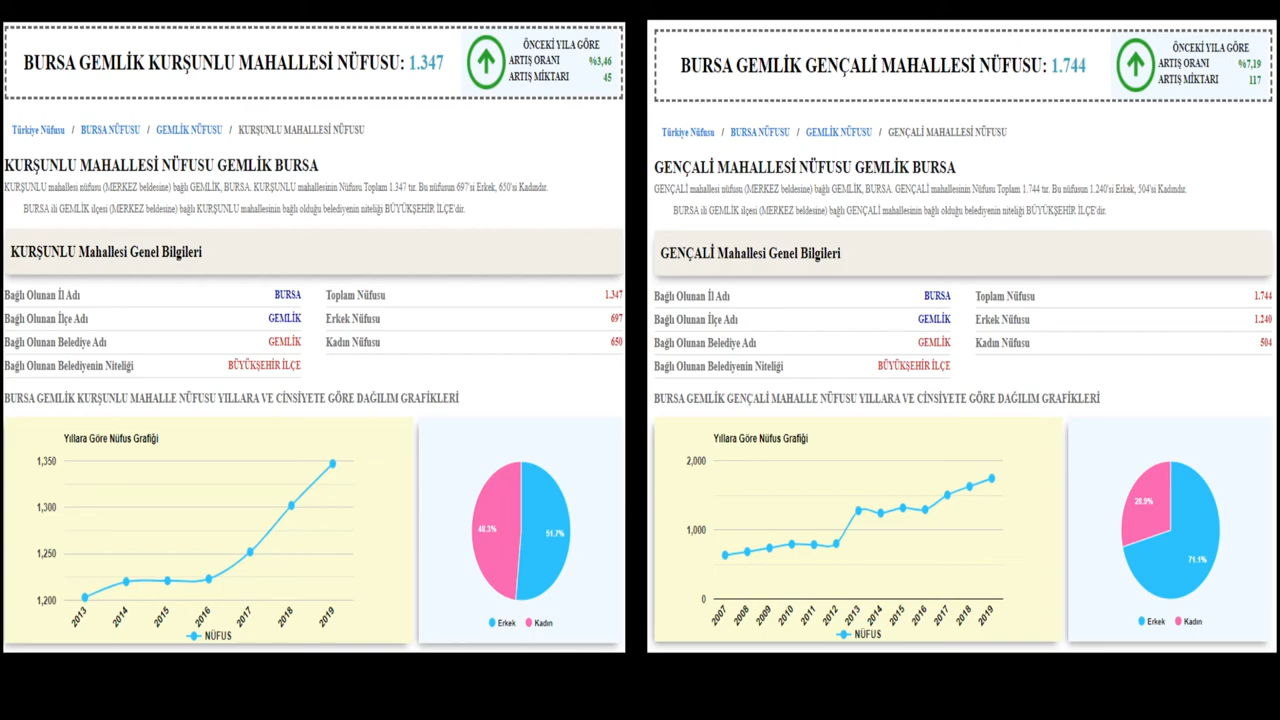 BURSA GEMLİK KURŞUNLU MAHALLESİ NÜFUSU: 1.347
ÖNCEKİ YILA GÖRE
ARTIŞ ORANI %3,46
ARTIŞ MİKTARI 45
Türkiye Nüfusu / BURSA NÜFUSU / GEMLİK NÜFUSU / KURŞUNLU MAHALLESİ NÜFUSU
KURŞUNLU MAHALLESİ NÜFUSU GEMLİK BURSA
KURŞUNLU mahallesi nüfusu (MERKEZ beldesine) bağlı GEMLİK, BURSA. KURŞUNLU mahallesinin Nüfusu Toplam 1.347 tır. Bu nüfusun 697'si Erkek, 650'si Kadındır.
BURSA ili GEMLİK ilçesi (MERKEZ beldesine) bağlı KURŞUNLU mahallesinin bağlı olduğu belediyenin niteliği BÜYÜKŞEHİR İLÇE'dir.
KURŞUNLU Mahallesi Genel Bilgileri
Bağlı Olunan İl Adı BURSA Toplam Nüfusu 1.347
Bağlı Olunan İlçe Adı GEMLİK Erkek Nüfusu 697
Bağlı Olunan Belediye Adı GEMLİK Kadın Nüfusu 650
Bağlı Olunan Belediyenin Niteliği BÜYÜKŞEHİR İLÇE
BURSA GEMLİK KURŞUNLU MAHALLE NÜFUSU YILLARA VE CİNSİYETE GÖRE DAĞILIM GRAFİKLERİ
Yıllara Göre Nüfus Grafiği
1,350
1,300
1,250
1,200
2013 2014 2015 2016 2017 2018 2019
NÜFUS
48.3% 51.7%
Erkek Kadın
BURSA GEMLİK GENÇALİ MAHALLESİ NÜFUSU: 1.744
ÖNCEKİ YILA GÖRE
ARTIŞ ORANI %7,19
ARTIŞ MİKTARI 117
Türkiye Nüfusu / BURSA NÜFUSU / GEMLİK NÜFUSU / GENÇALİ MAHALLESİ NÜFUSU
GENÇALİ MAHALLESİ NÜFUSU GEMLİK BURSA
GENÇALİ mahallesi nüfusu (MERKEZ beldesine) bağlı GEMLİK, BURSA. GENÇALİ mahallesinin Nüfusu Toplam 1.744 tır. Bu nüfusun 1.240'si Erkek, 504'si Kadındır.
BURSA ili GEMLİK ilçesi (MERKEZ beldesine) bağlı GENÇALİ mahallesinin bağlı olduğu belediyenin niteliği BÜYÜKŞEHİR İLÇE'dir.
GENÇALİ Mahallesi Genel Bilgileri
Bağlı Olunan İl Adı BURSA Toplam Nüfusu 1.744
Bağlı Olunan İlçe Adı GEMLİK Erkek Nüfusu 1.240
Bağlı Olunan Belediye Adı GEMLİK Kadın Nüfusu 504
Bağlı Olunan Belediyenin Niteliği BÜYÜKŞEHİR İLÇE
BURSA GEMLİK GENÇALİ MAHALLE NÜFUSU YILLARA VE CİNSİYETE GÖRE DAĞILIM GRAFİKLERİ
Yıllara Göre Nüfus Grafiği
2,000
1,000
0
2007 2008 2009 2010 2011 2012 2013 2014 2015 2016 2017 2018 2019
NÜFUS
28.9%
71.1%
Erkek Kadın